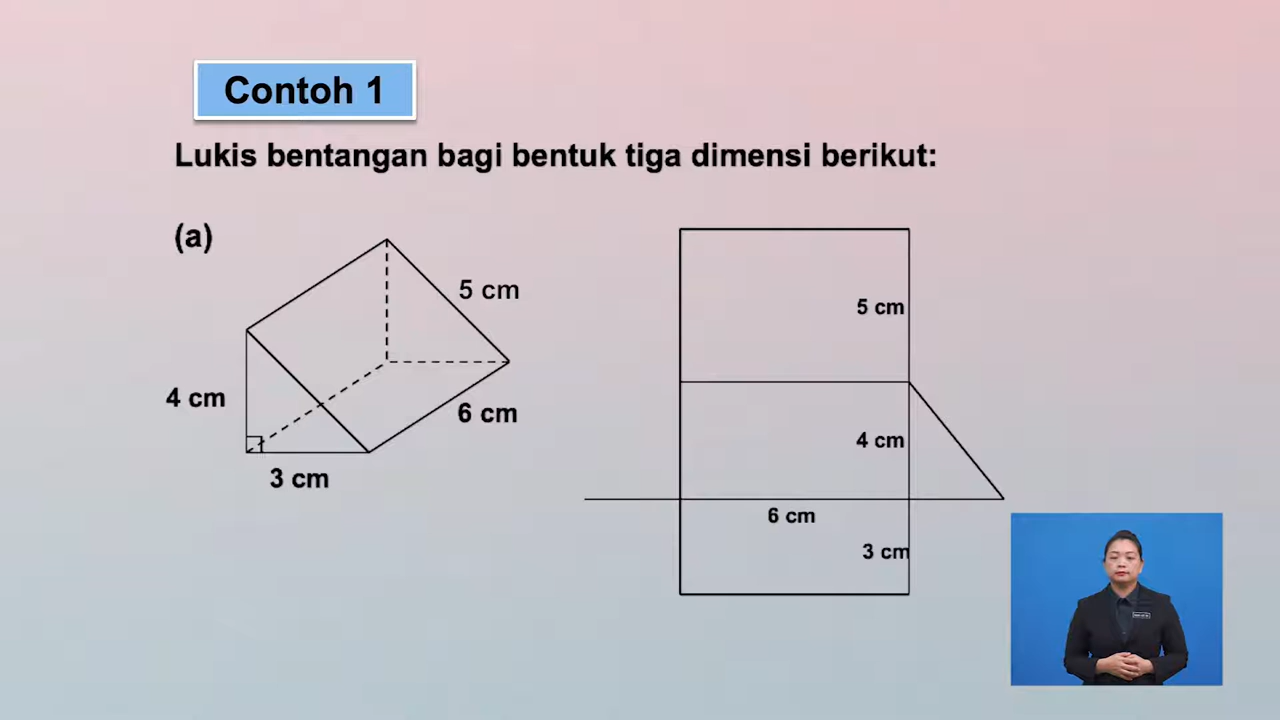 Contoh 1
Lukis bentangan bagi bentuk tiga dimensi berikut:
(a)
5 cm
4 cm
6 cm
3 cm
5 cm
4 cm
6 cm
3 cm